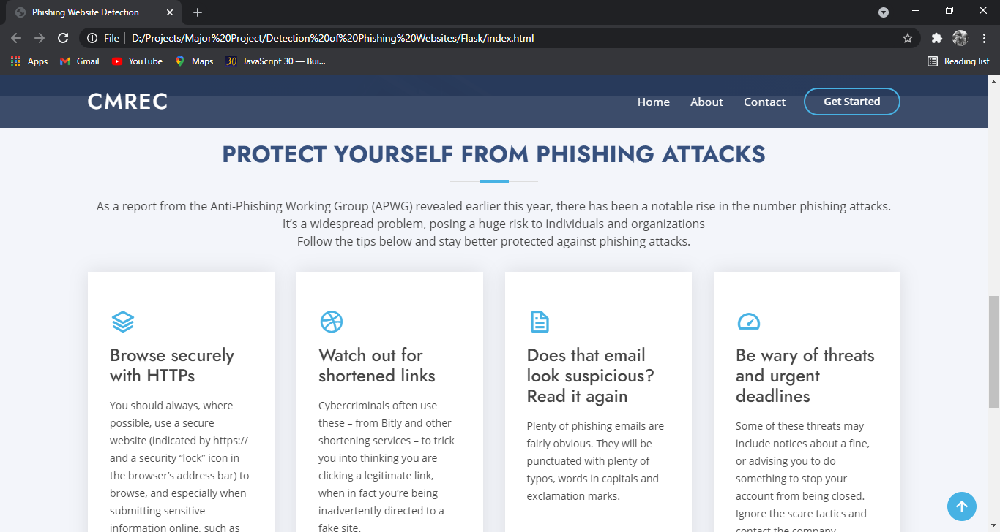 Phishing Website Detection
File D:/Projects/Major%20Project/Detection%20of%20Phishing%20Websites/Flask/index.html
Apps Gmail YouTube Maps 30 JavaScript 30 — Bui... Reading list
CMREC Home About Contact Get Started
PROTECT YOURSELF FROM PHISHING ATTACKS
As a report from the Anti-Phishing Working Group (APWG) revealed earlier this year, there has been a notable rise in the number phishing attacks.
It’s a widespread problem, posing a huge risk to individuals and organizations
Follow the tips below and stay better protected against phishing attacks.
Browse securely
with HTTPs
You should always, where
possible, use a secure
website (indicated by https://
and a security “lock” icon in
the browser’s address bar) to
browse, and especially when
submitting sensitive
information online, such as
Watch out for
shortened links
Cybercriminals often use
these – from Bitly and other
shortening services – to trick
you into thinking you are
clicking a legitimate link,
when in fact you’re being
inadvertently directed to a
fake site.
Does that email
look suspicious?
Read it again
Plenty of phishing emails are
fairly obvious. They will be
punctuated with plenty of
typos, words in capitals and
exclamation marks.
Be wary of threats
and urgent
deadlines
Some of these threats may
include notices about a fine,
or advising you to do
something to stop your
account from being closed.
Ignore the scare tactics and
contact the company